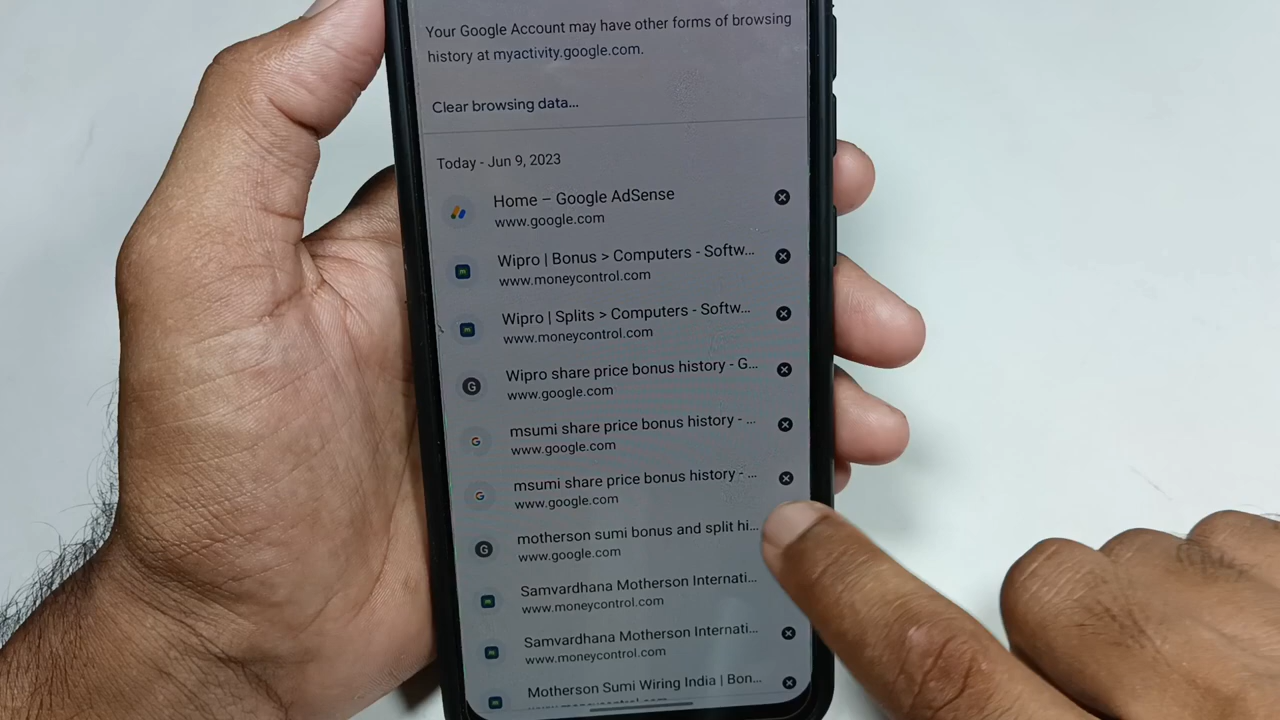 Your Google Account may have other forms of browsing
history at myactivity.google.com.
Clear browsing data...
Today - Jun 9, 2023
Home – Google AdSense
www.google.com
Wipro | Bonus > Computers - Softw...
www.moneycontrol.com
Wipro | Splits > Computers - Softw...
www.moneycontrol.com
G
Wipro share price bonus history - G...
www.google.com
G
msumi share price bonus history - ...
www.google.com
G
msumi share price bonus history - ...
www.google.com
G
motherson sumi bonus and split hi...
www.google.com
Samvardhana Motherson Internati...
www.moneycontrol.com
Samvardhana Motherson Internati...
www.moneycontrol.com
Motherson Sumi Wiring India | Bon...